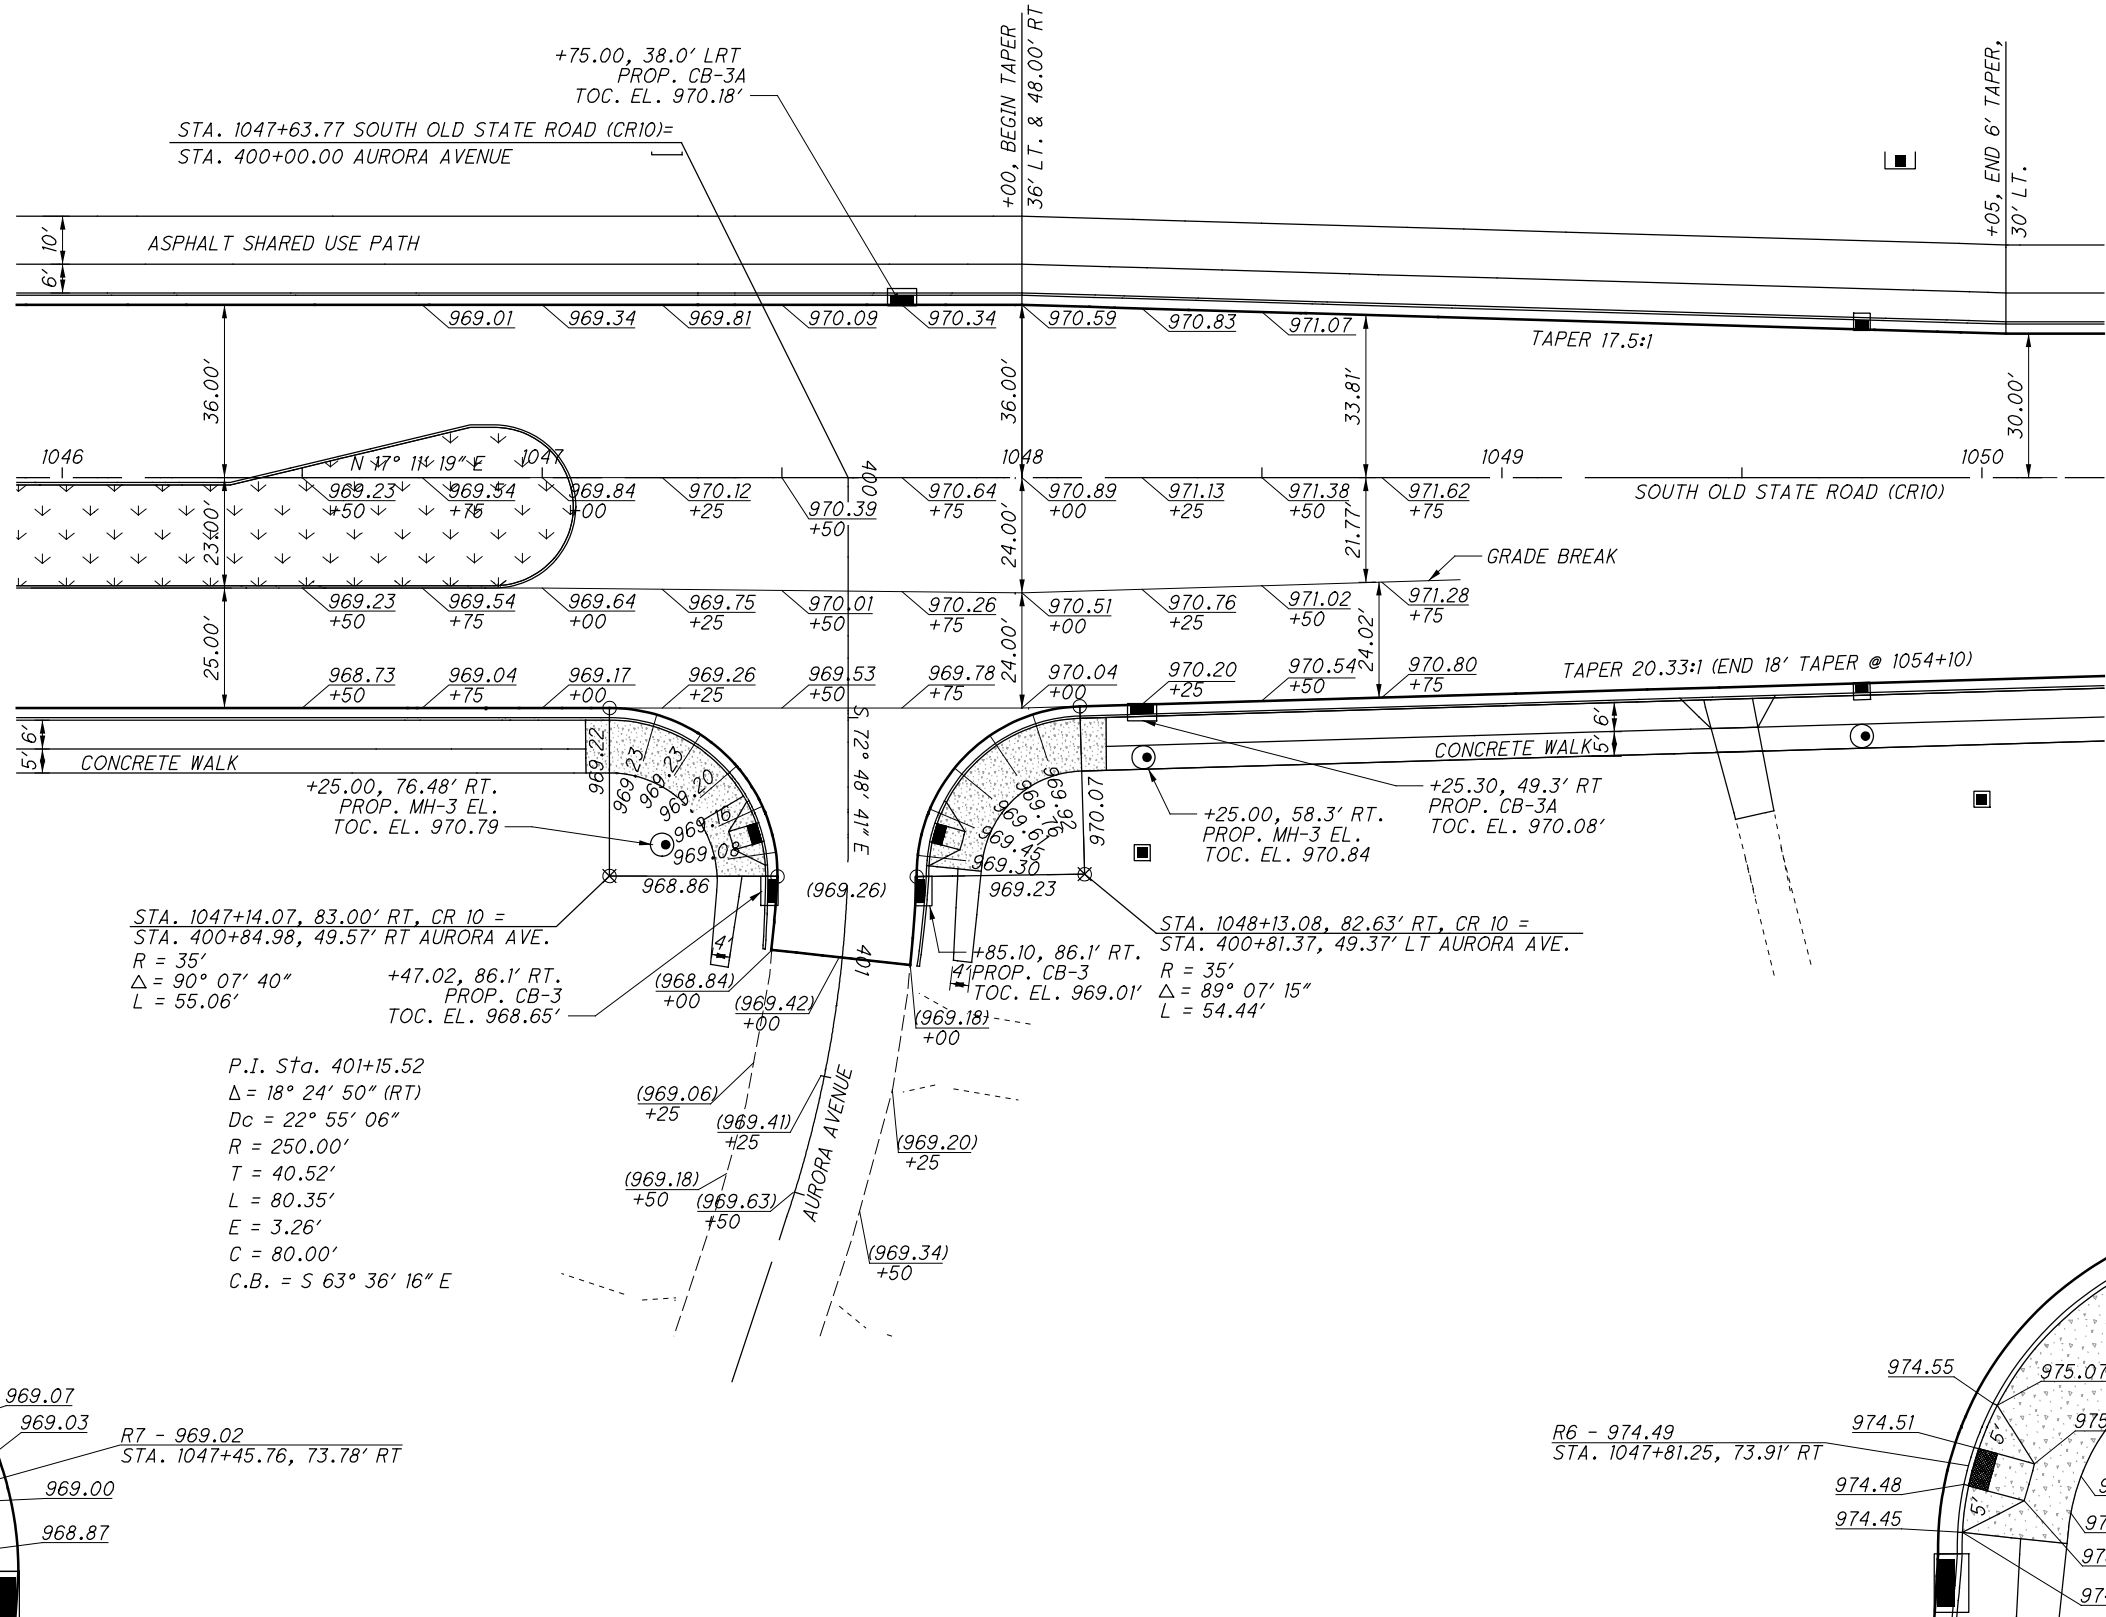 +75.00, 38.0' LRT
PROP. CB-3A
TOC. EL. 970.18'
STA. 1047+63.77 SOUTH OLD STATE ROAD (CR10)=
STA. 400+00.00 AURORA AVENUE
+00, BEGIN TAPER
36' LT. & 48.00' RT
+05, END 6' TAPER,
30' LT.
10'
ASPHALT SHARED USE PATH
6'
969.01
969.34
969.81
970.09
970.34
970.59
970.83
971.07
TAPER 17.5:1
36.00'
36.00'
33.81'
30.00'
1046
N 17° 11' 19" E
1047
400
1048
1049
1050
969.23
+50
969.54
+75
969.84
+00
970.12
+25
970.39
+50
970.64
+75
970.89
+00
971.13
+25
971.38
+50
971.62
+75
SOUTH OLD STATE ROAD (CR10)
23.00'
24.00'
21.77'
GRADE BREAK
969.23
+50
969.54
+75
969.64
+00
969.75
+25
970.01
+50
970.26
+75
970.51
+00
970.76
+25
971.02
+50
971.28
+75
25.00'
24.00'
24.02'
968.73
+50
969.04
+75
969.17
+00
969.26
+25
969.53
+50
969.78
+75
970.04
+00
970.20
+25
970.54
+50
970.80
+75
TAPER 20.33:1 (END 18' TAPER @ 1054+10)
S 72° 48' 41" E
6'
5'
CONCRETE WALK
6'
5'
CONCRETE WALK
969.22
969.23
969.23
969.20
969.16
969.08
968.86
(969.26)
970.07
969.92
969.76
969.67
969.45
969.30
969.23
+25.00, 76.48' RT.
PROP. MH-3 EL.
TOC. EL. 970.79
+25.00, 58.3' RT.
PROP. MH-3 EL.
TOC. EL. 970.84
+25.30, 49.3' RT
PROP. CB-3A
TOC. EL. 970.08'
STA. 1047+14.07, 83.00' RT, CR 10 =
STA. 400+84.98, 49.57' RT AURORA AVE.
R = 35'
Δ = 90° 07' 40"
L = 55.06'
+47.02, 86.1' RT.
PROP. CB-3
TOC. EL. 968.65'
4'
401
4'
+85.10, 86.1' RT.
PROP. CB-3
TOC. EL. 969.01'
STA. 1048+13.08, 82.63' RT, CR 10 =
STA. 400+81.37, 49.37' LT AURORA AVE.
R = 35'
Δ = 89° 07' 15"
L = 54.44'
(968.84)
+00
(969.42)
+00
(969.18)
+00
P.I. Sta. 401+15.52
Δ = 18° 24' 50" (RT)
Dc = 22° 55' 06"
R = 250.00'
T = 40.52'
L = 80.35'
E = 3.26'
C = 80.00'
C.B. = S 63° 36' 16" E
(969.06)
+25
(969.41)
+25
(969.20)
+25
AURORA AVENUE
(969.18)
+50
(969.63)
+50
(969.34)
+50
969.07
969.03
R7 - 969.02
STA. 1047+45.76, 73.78' RT
969.00
968.87
974.55
975.07
974.51
975.
R6 - 974.49
STA. 1047+81.25, 73.91' RT
5'
974.48
974.45
5'